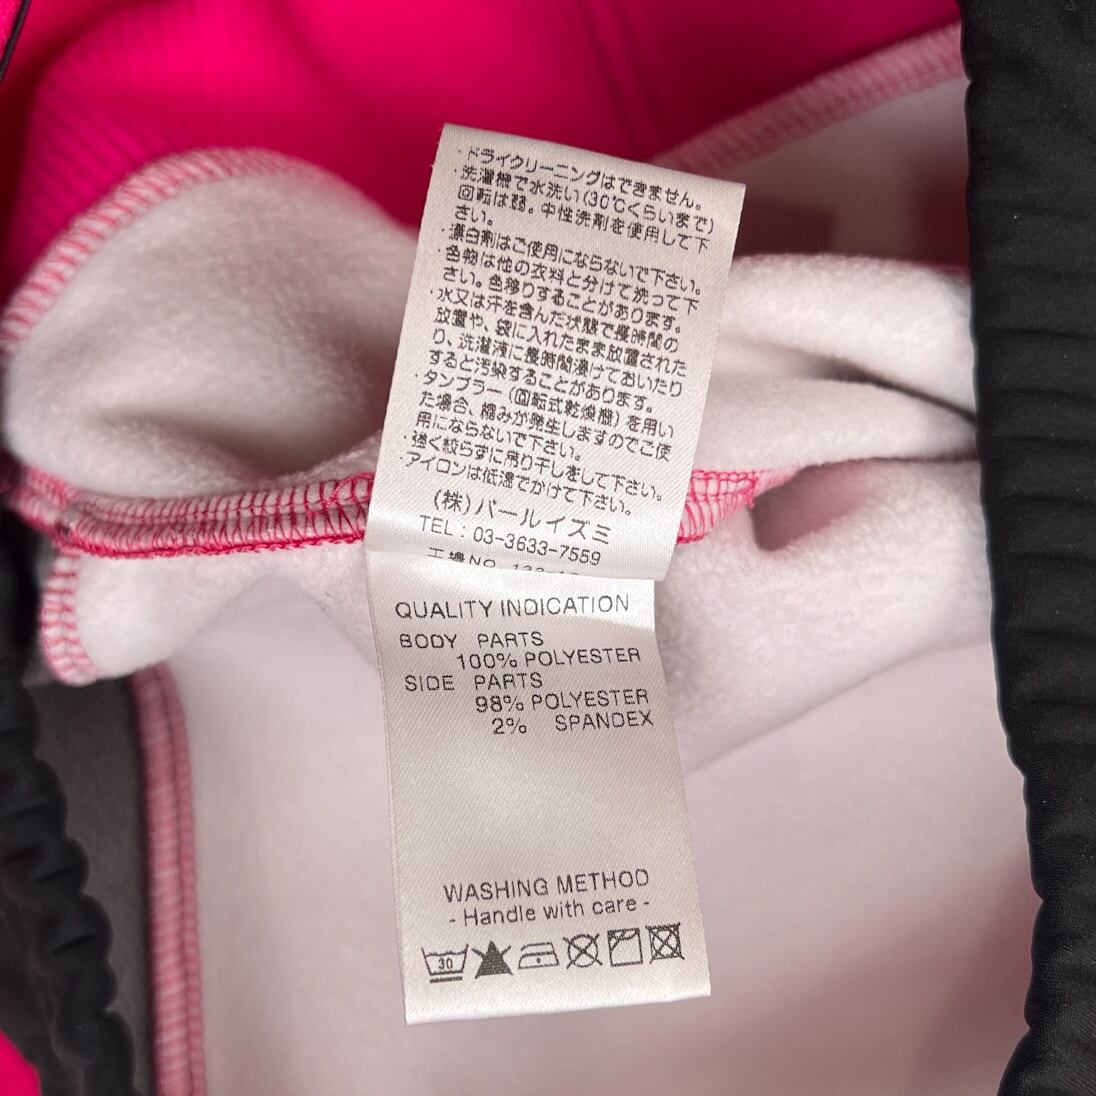 ・ドライクリーニングはできません。
・洗濯機で水洗い(30℃くらいまで)
回転は弱。中性洗剤を使用して下
さい。
・漂白剤はご使用にならないで下さい。
・色物は他の衣料と分けて洗って下
さい。色移りすることがあります。
・水又は汗を含んだ状態で長時間の
放置や、袋に入れたまま放置された
り、洗濯液に長時間漬けておいたり
すると汚染することがあります。
・タンブラー(回転式乾燥機)を用い
た場合、縮みが発生しますのでご使
用にならないで下さい。
・強く絞らずに吊り干しをして下さい。
・アイロンは低温でかけて下さい。
(株)パールイズミ
TEL:03-3633-7559
QUALITY INDICATION
BODY PARTS
100% POLYESTER
SIDE PARTS
98% POLYESTER
2% SPANDEX
WASHING METHOD
- Handle with care -
30